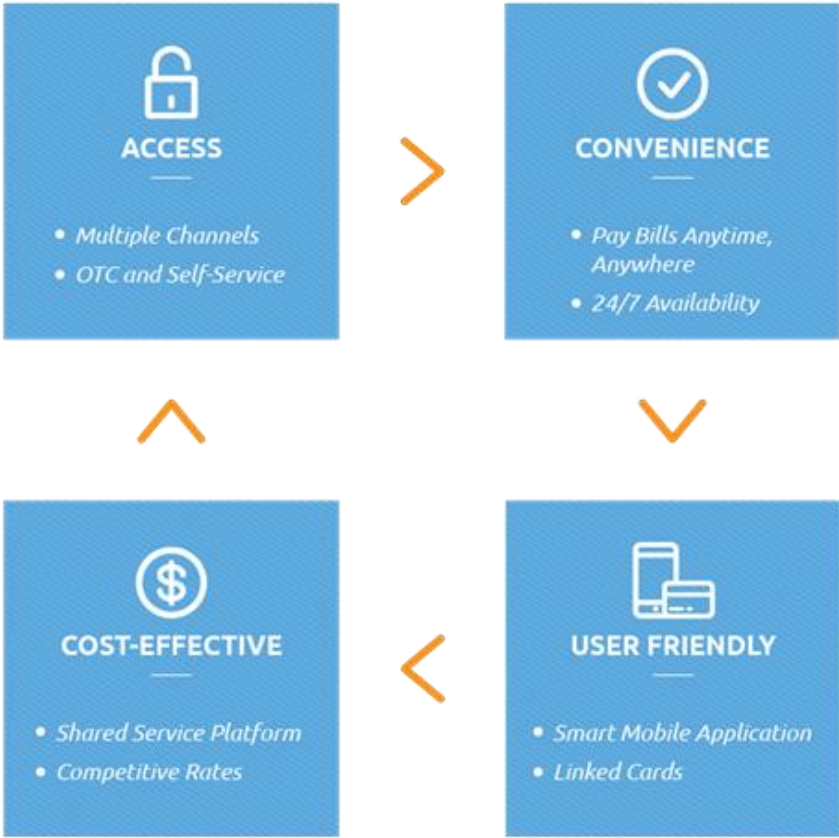 ACCESS
• Multiple Channels
• OTC and Self-Service
CONVENIENCE
• Pay Bills Anytime,
Anywhere
• 24/7 Availability
COST-EFFECTIVE
• Shared Service Platform
• Competitive Rates
USER FRIENDLY
• Smart Mobile Application
• Linked Cards